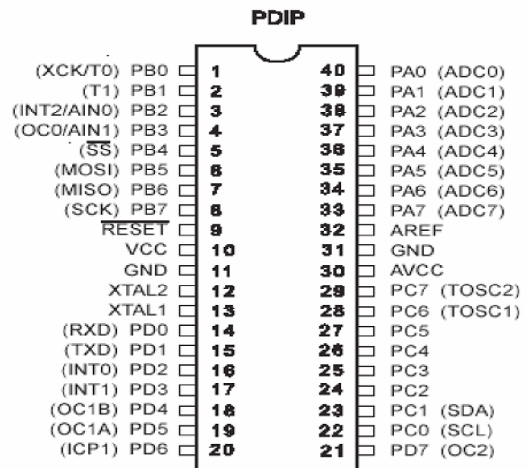 PDIP
(XCK/T0) PB0 1 40 PA0 (ADC0)
(T1) PB1 2 39 PA1 (ADC1)
(INT2/AIN0) PB2 3 38 PA2 (ADC2)
(OC0/AIN1) PB3 4 37 PA3 (ADC3)
(SS) PB4 5 36 PA4 (ADC4)
(MOSI) PB5 6 35 PA5 (ADC5)
(MISO) PB6 7 34 PA6 (ADC6)
(SCK) PB7 8 33 PA7 (ADC7)
RESET 9 32 AREF
VCC 10 31 GND
GND 11 30 AVCC
XTAL2 12 29 PC7 (TOSC2)
XTAL1 13 28 PC6 (TOSC1)
(RXD) PD0 14 27 PC5
(TXD) PD1 15 26 PC4
(INT0) PD2 16 25 PC3
(INT1) PD3 17 24 PC2
(OC1B) PD4 18 23 PC1 (SDA)
(OC1A) PD5 19 22 PC0 (SCL)
(ICP1) PD6 20 21 PD7 (OC2)